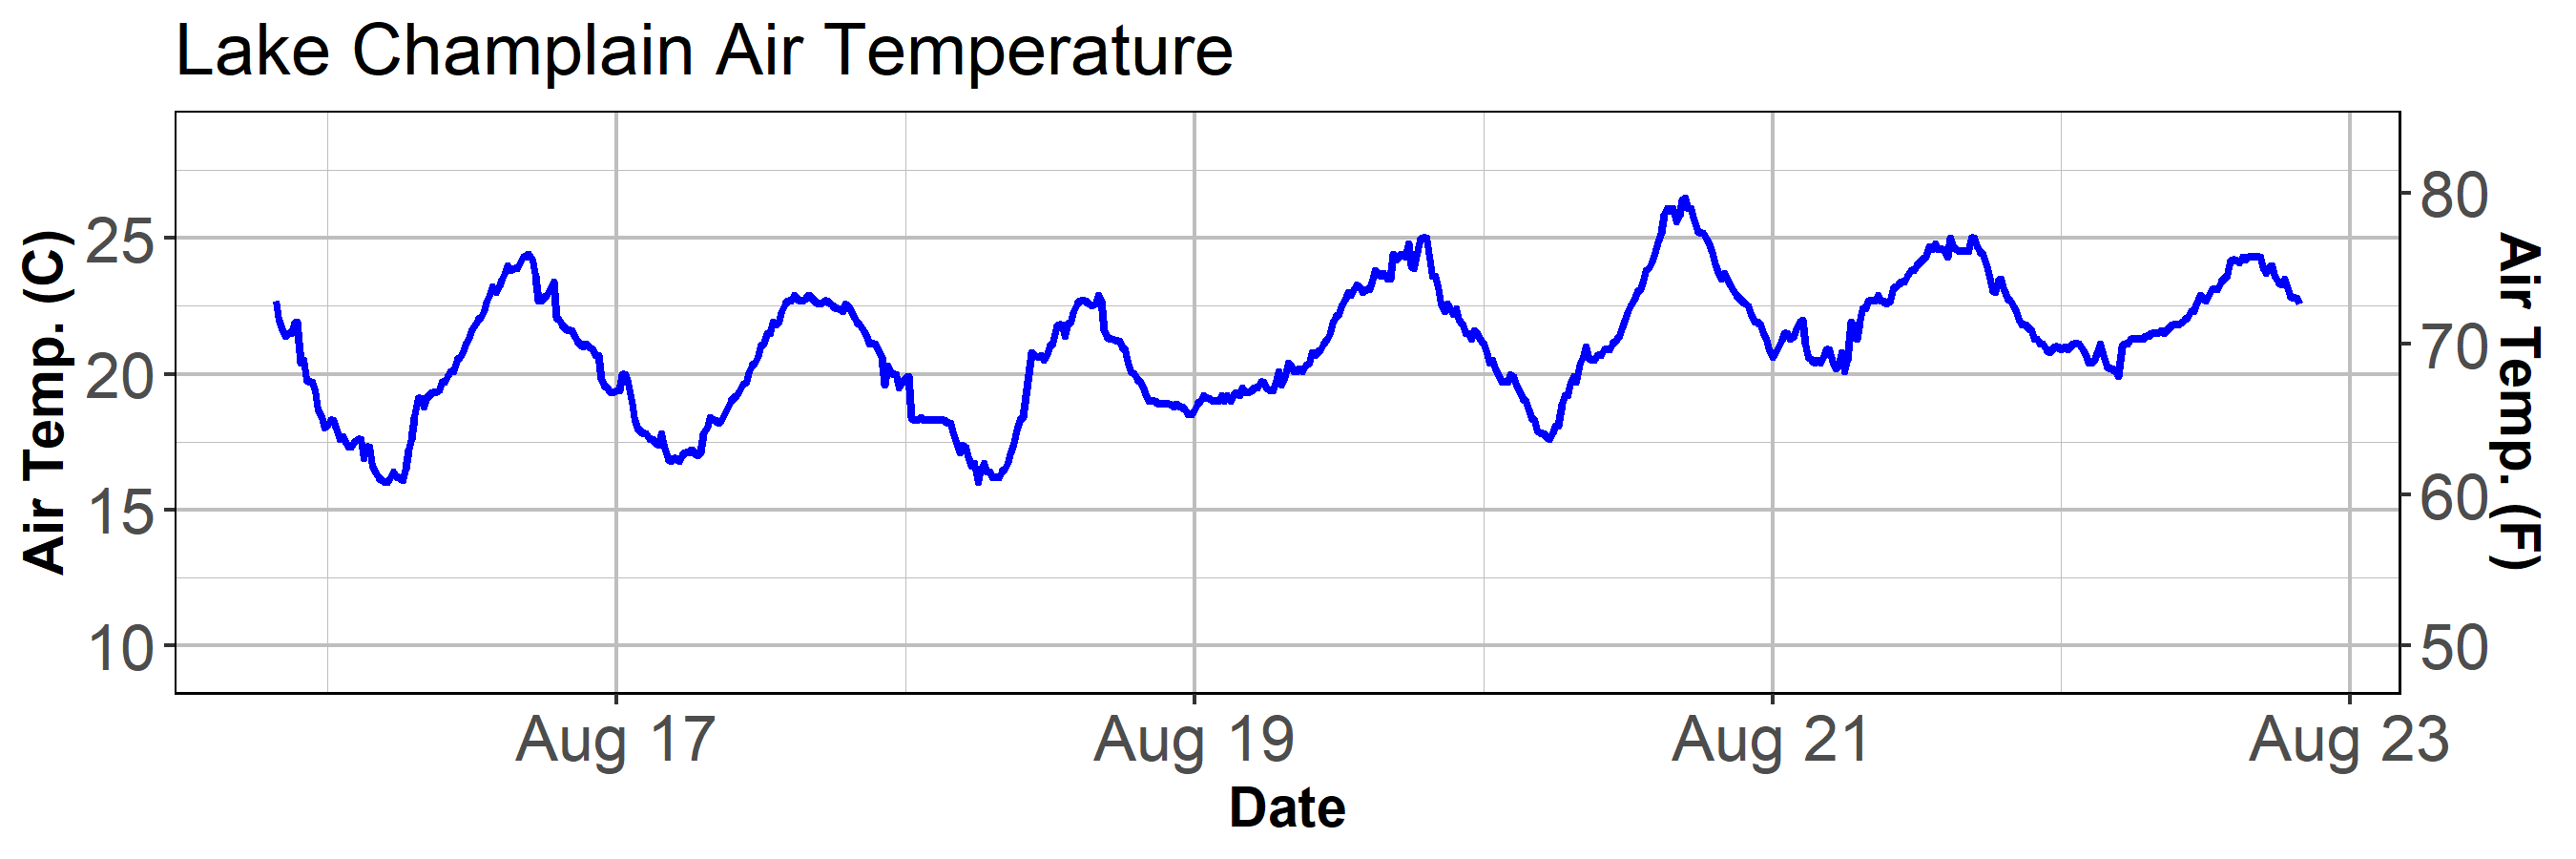 Lake Champlain Air Temperature
Air Temp. (C)
25
20
15
10
80
70
60
50
Air Temp. (F)
Aug 17 Aug 19 Aug 21 Aug 23
Date